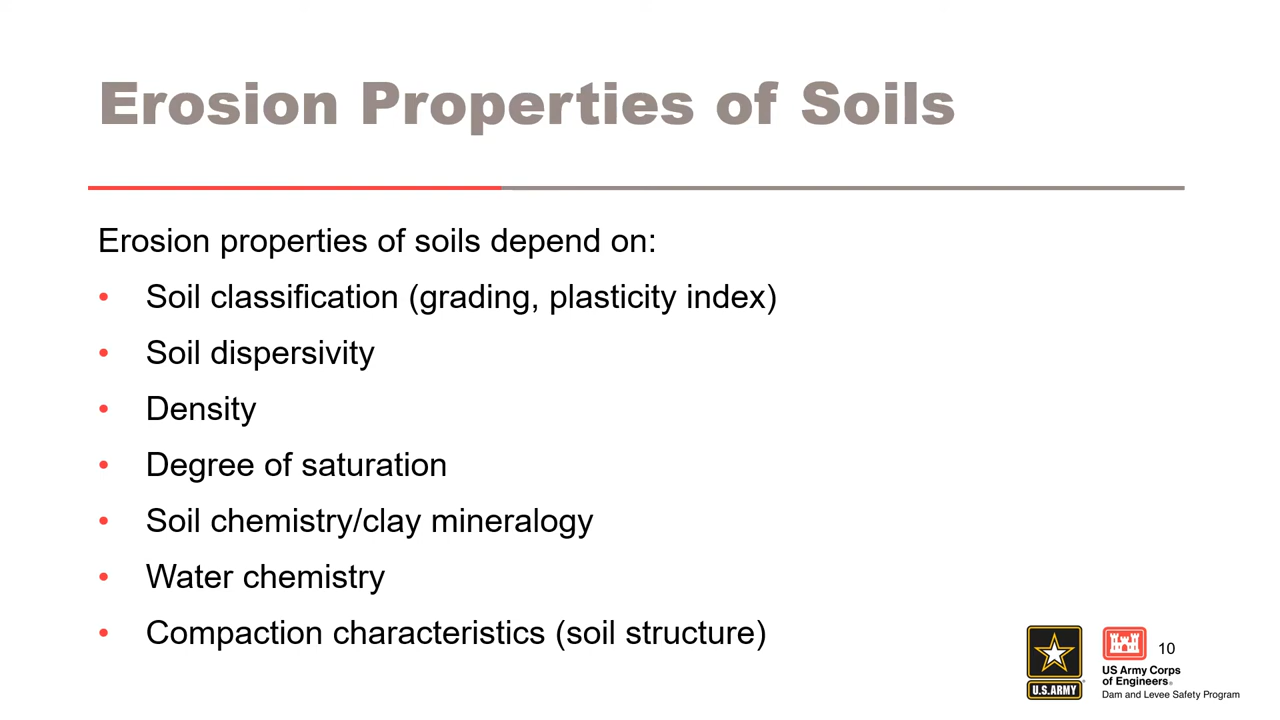 Erosion Properties of Soils
Erosion properties of soils depend on:
• Soil classification (grading, plasticity index)
• Soil dispersivity
• Density
• Degree of saturation
• Soil chemistry/clay mineralogy
• Water chemistry
• Compaction characteristics (soil structure)
U.S.ARMY
10
US Army Corps
of Engineers®
Dam and Levee Safety Program